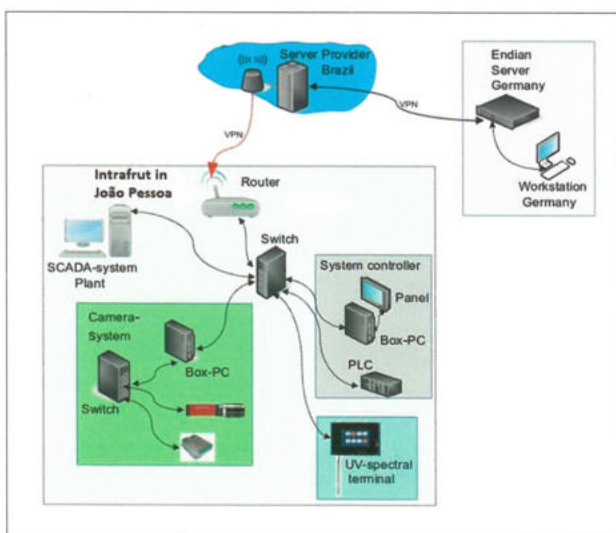 Server Provider
Brazil
Endian
Server
Germany
VPN
VPN
Workstation
Germany
Intrafrut in
João Pessoa
Router
Switch
SCADA-system
Plant
System controller
Panel
Box-PC
PLC
Camera-
System
Box-PC
Switch
UV-spectral
terminal